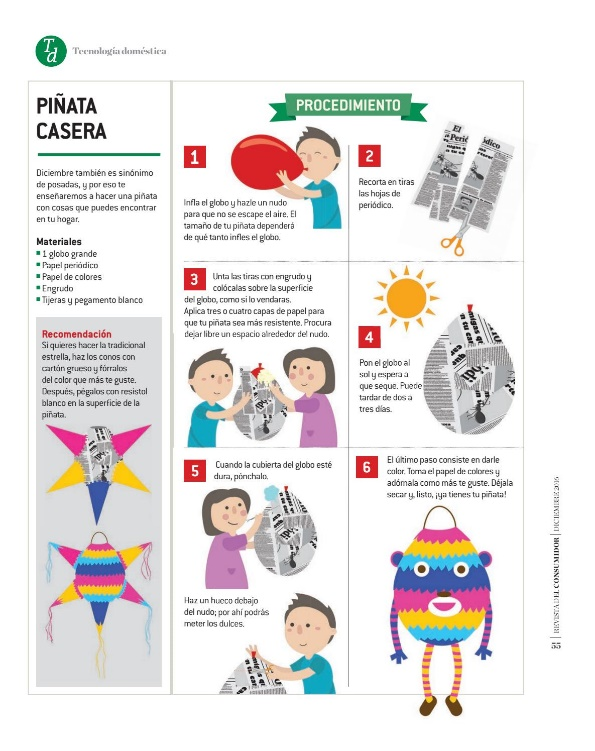 Td
Tecnología doméstica
PIÑATA
CASERA
Diciembre también es sinónimo
de posadas, y por eso te
enseñaremos a hacer una piñata
con cosas que puedes encontrar
en tu hogar.
Materiales
1 globo grande
Papel periódico
Papel de colores
Engrudo
Tijeras y pegamento blanco
Recomendación
Si quieres hacer la tradicional
estrella, haz los conos con
cartón grueso y fórralos
del color que más te guste.
Después, pégalos con resistol
blanco en la superficie de la
piñata.
PROCEDIMIENTO
1
Infla el globo y hazle un nudo
para que no se escape el aire. El
tamaño de tu piñata dependerá
de qué tanto infles el globo.
2
Recorta en tiras
las hojas de
periódico.
3
Unta las tiras con engrudo y
colócalas sobre la superficie
del globo, como si lo vendaras.
Aplica tres o cuatro capas de papel para
que tu piñata sea más resistente. Procura
dejar libre un espacio alrededor del nudo.
4
Pon el globo al
sol y espera a
que seque. Puede
tardar de dos a
tres días.
5
Cuando la cubierta del globo esté
dura, pónchalo.
Haz un hueco debajo
del nudo; por ahí podrás
meter los dulces.
6
El último paso consiste en darle
color. Toma el papel de colores y
adórnala como más te guste. Déjala
secar y, listo, ¡ya tienes tu piñata!
REVISTA DEL CONSUMIDOR | DICIEMBRE 2016
55